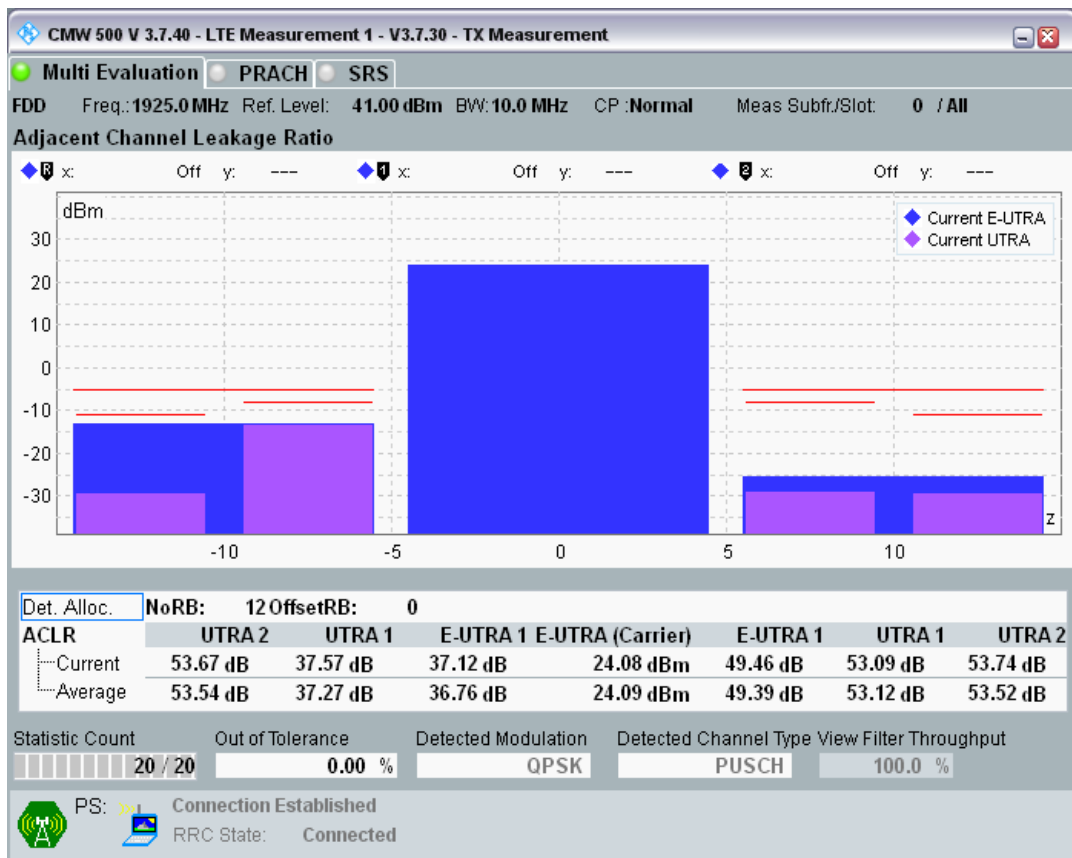 CMW 500 V 3.7.40 - LTE Measurement 1 - V3.7.30 - TX Measurement
Multi Evaluation PRACH SRS
FDD Freq.: 1925.0 MHz Ref. Level: 41.00 dBm BW: 10.0 MHz CP :Normal Meas Subfr./Slot: 0 / All
Adjacent Channel Leakage Ratio
R x: Off y: --- 1 x: Off y: --- 2 x: Off y: ---
dBm
Current E-UTRA
Current UTRA
30
20
10
0
-10
-20
-30
z
-10 -5 0 5 10
Det. Alloc. NoRB: 12 OffsetRB: 0
ACLR UTRA 2 UTRA 1 E-UTRA 1 E-UTRA (Carrier) E-UTRA 1 UTRA 1 UTRA 2
Current 53.67 dB 37.57 dB 37.12 dB 24.08 dBm 49.46 dB 53.09 dB 53.74 dB
Average 53.54 dB 37.27 dB 36.76 dB 24.09 dBm 49.39 dB 53.12 dB 53.52 dB
Statistic Count Out of Tolerance Detected Modulation Detected Channel Type View Filter Throughput
20 / 20 0.00 % QPSK PUSCH 100.0 %
PS: Connection Established
RRC State: Connected